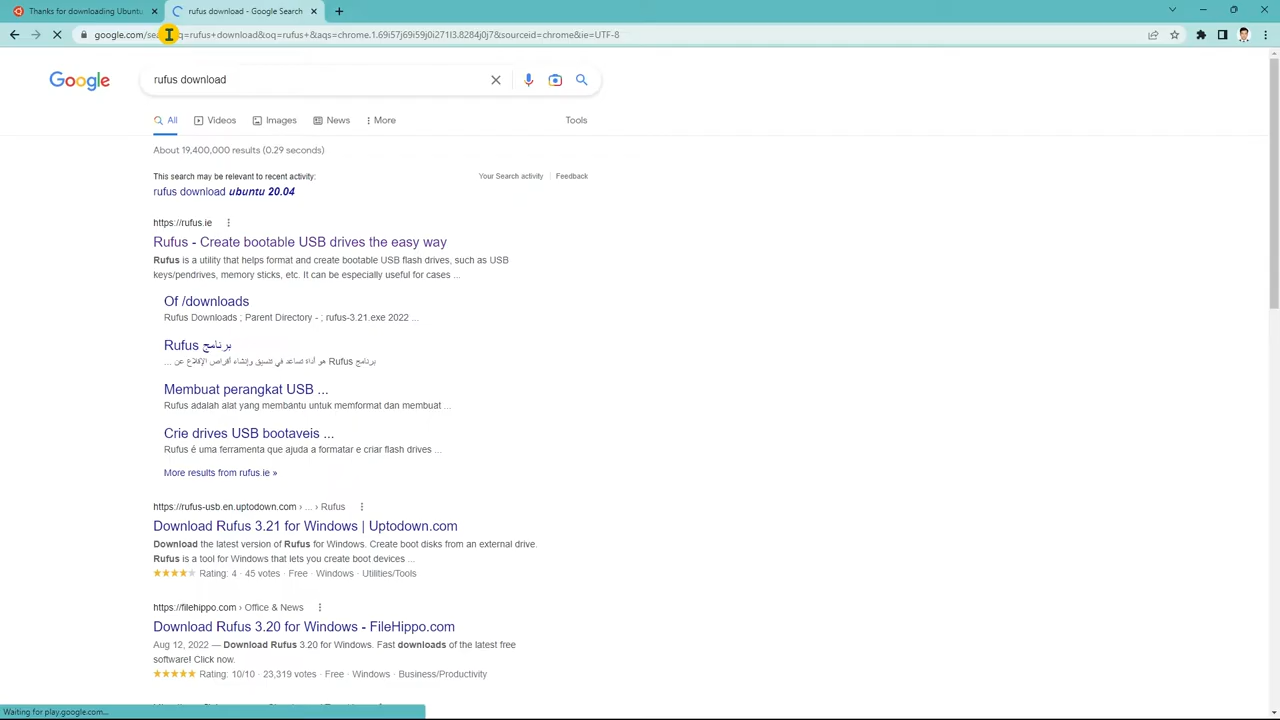 Thanks for downloading Ubuntu
rufus download - Google Search
google.com/sea q=rufus+download&oq=rufus+&aqs=chrome.1.69i57j69i59j0i271l3.8284j0j7&sourceid=chrome&ie=UTF-8
Google
rufus download
All
Videos
Images
News
More
Tools
About 19,400,000 results (0.29 seconds)
This search may be relevant to recent activity:
Your Search activity
Feedback
rufus download ubuntu 20.04
https://rufus.ie
Rufus - Create bootable USB drives the easy way
Rufus is a utility that helps format and create bootable USB flash drives, such as USB
keys/pendrives, memory sticks, etc. It can be especially useful for cases ...
Of /downloads
Rufus Downloads ; Parent Directory - ; rufus-3.21.exe 2022 ...
برنامج Rufus
Rufus هو أداة تساعد في تنسيق وإنشاء أقراص الإقلاع عن ...
Membuat perangkat USB ...
Rufus adalah alat yang membantu untuk memformat dan membuat ...
Crie drives USB bootaveis ...
Rufus é uma ferramenta que ajuda a formatar e criar flash drives ...
More results from rufus.ie »
https://rufus-usb.en.uptodown.com › ... › Rufus
Download Rufus 3.21 for Windows | Uptodown.com
Download the latest version of Rufus for Windows. Create boot disks from an external drive.
Rufus is a tool for Windows that lets you create boot devices ...
Rating: 4 · 45 votes · Free · Windows · Utilities/Tools
https://filehippo.com › Office & News
Download Rufus 3.20 for Windows - FileHippo.com
Aug 12, 2022 — Download Rufus 3.20 for Windows. Fast downloads of the latest free
software! Click now.
Rating: 10/10 · 23,319 votes · Free · Windows · Business/Productivity
Waiting for play.google.com...